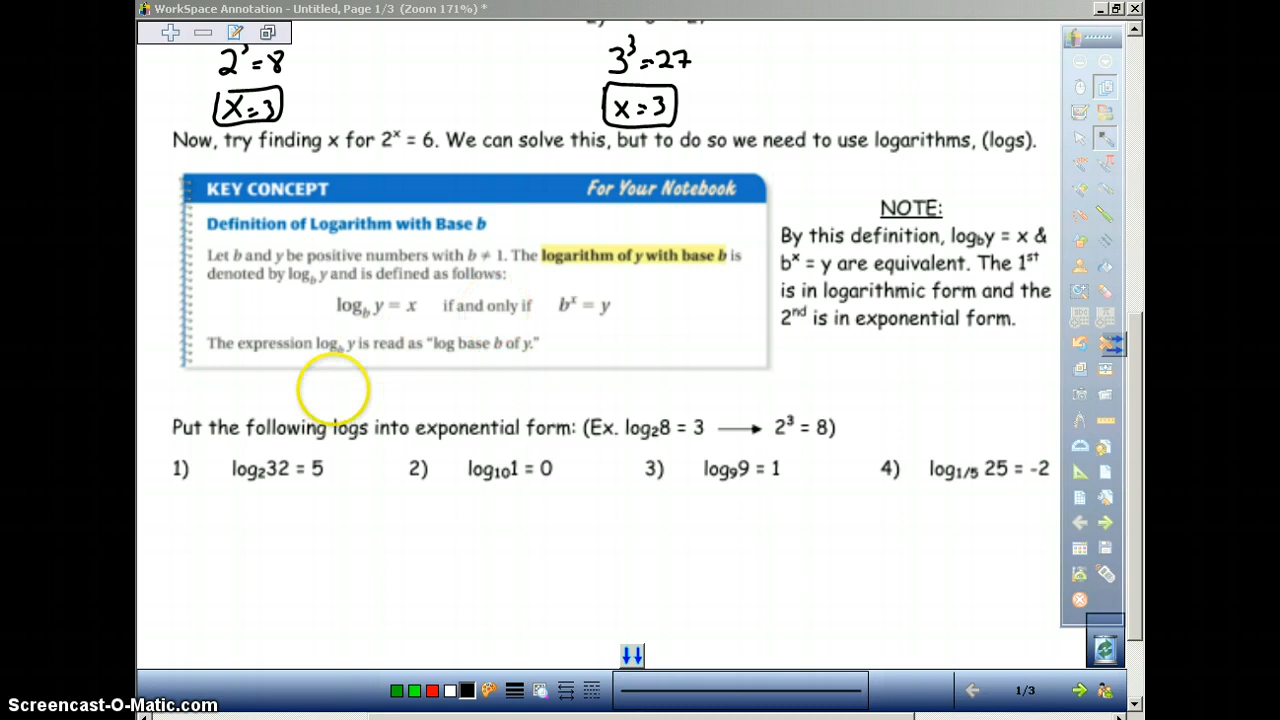 WorkSpace Annotation - Untitled, Page 1/3 (Zoom 171%) *
2³ = 8
3³ = 27
x = 3
x = 3
Now, try finding x for 2ˣ = 6. We can solve this, but to do so we need to use logarithms, (logs).
KEY CONCEPT For Your Notebook
Definition of Logarithm with Base b
Let b and y be positive numbers with b ≠ 1. The logarithm of y with base b is
denoted by log_b y and is defined as follows:
log_b y = x if and only if bˣ = y
The expression log_b y is read as “log base b of y.”
NOTE:
By this definition, log_b y = x &
bˣ = y are equivalent. The 1ˢᵗ
is in logarithmic form and the
2ⁿᵈ is in exponential form.
Put the following logs into exponential form: (Ex. log₂8 = 3 → 2³ = 8)
1) log₂32 = 5 2) log₁₀1 = 0 3) log₉9 = 1 4) log₁/₅ 25 = -2
1/3
Screencast-O-Matic.com